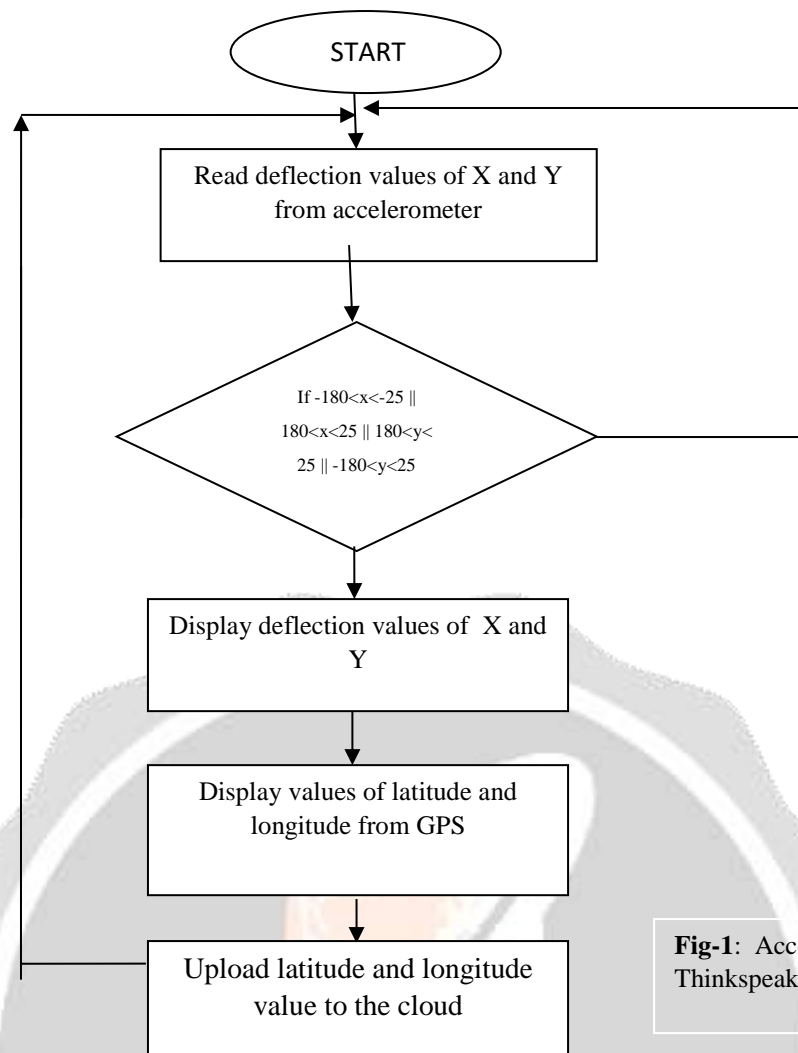 START
Read deflection values of X and Y
from accelerometer
If -180<x<-25 ||
180<x<25 || 180<y<
25 || -180<y<25
Display deflection values of X and
Y
Display values of latitude and
longitude from GPS
Upload latitude and longitude
value to the cloud
Fig-1: Acc
Thinkspeak